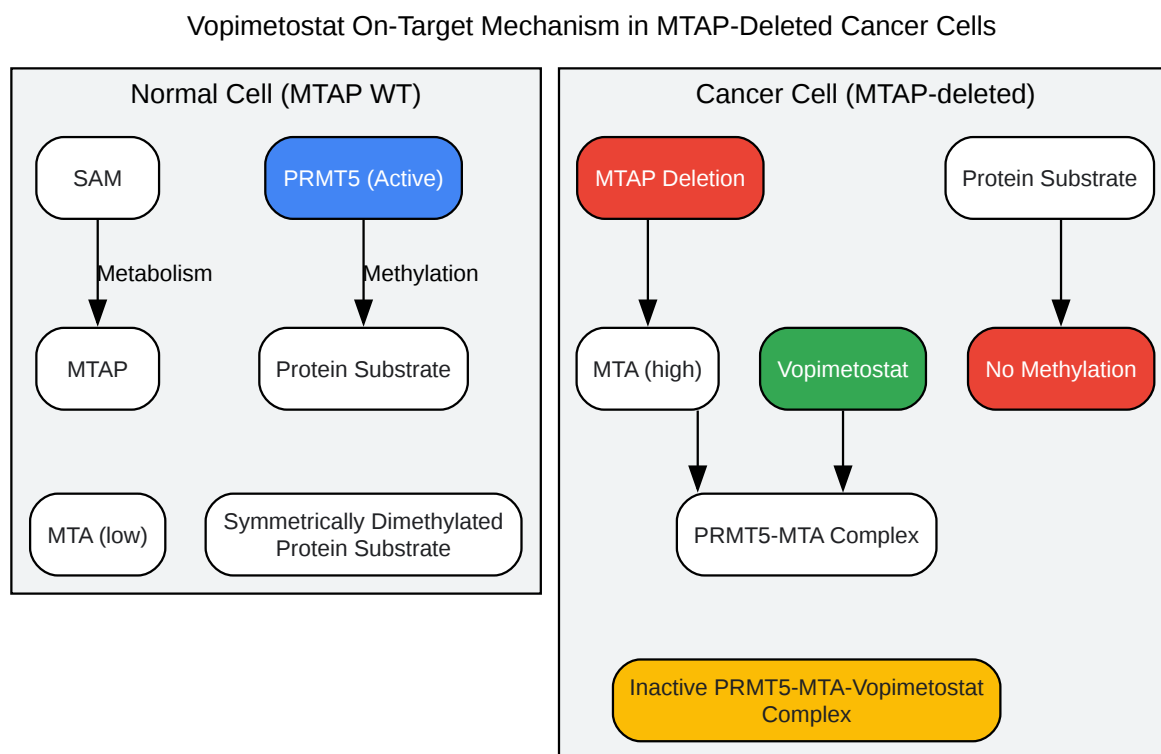 Vopimetostat On-Target Mechanism in MTAP-Deleted Cancer Cells
Normal Cell (MTAP WT)
SAM
PRMT5 (Active)
Metabolism
Methylation
MTAP
Protein Substrate
MTA (low)
Symmetrically Dimethylated
Protein Substrate
Cancer Cell (MTAP-deleted)
MTAP Deletion
Protein Substrate
MTA (high)
Vopimetostat
No Methylation
PRMT5-MTA Complex
Inactive PRMT5-MTA-Vopimetostat
Complex